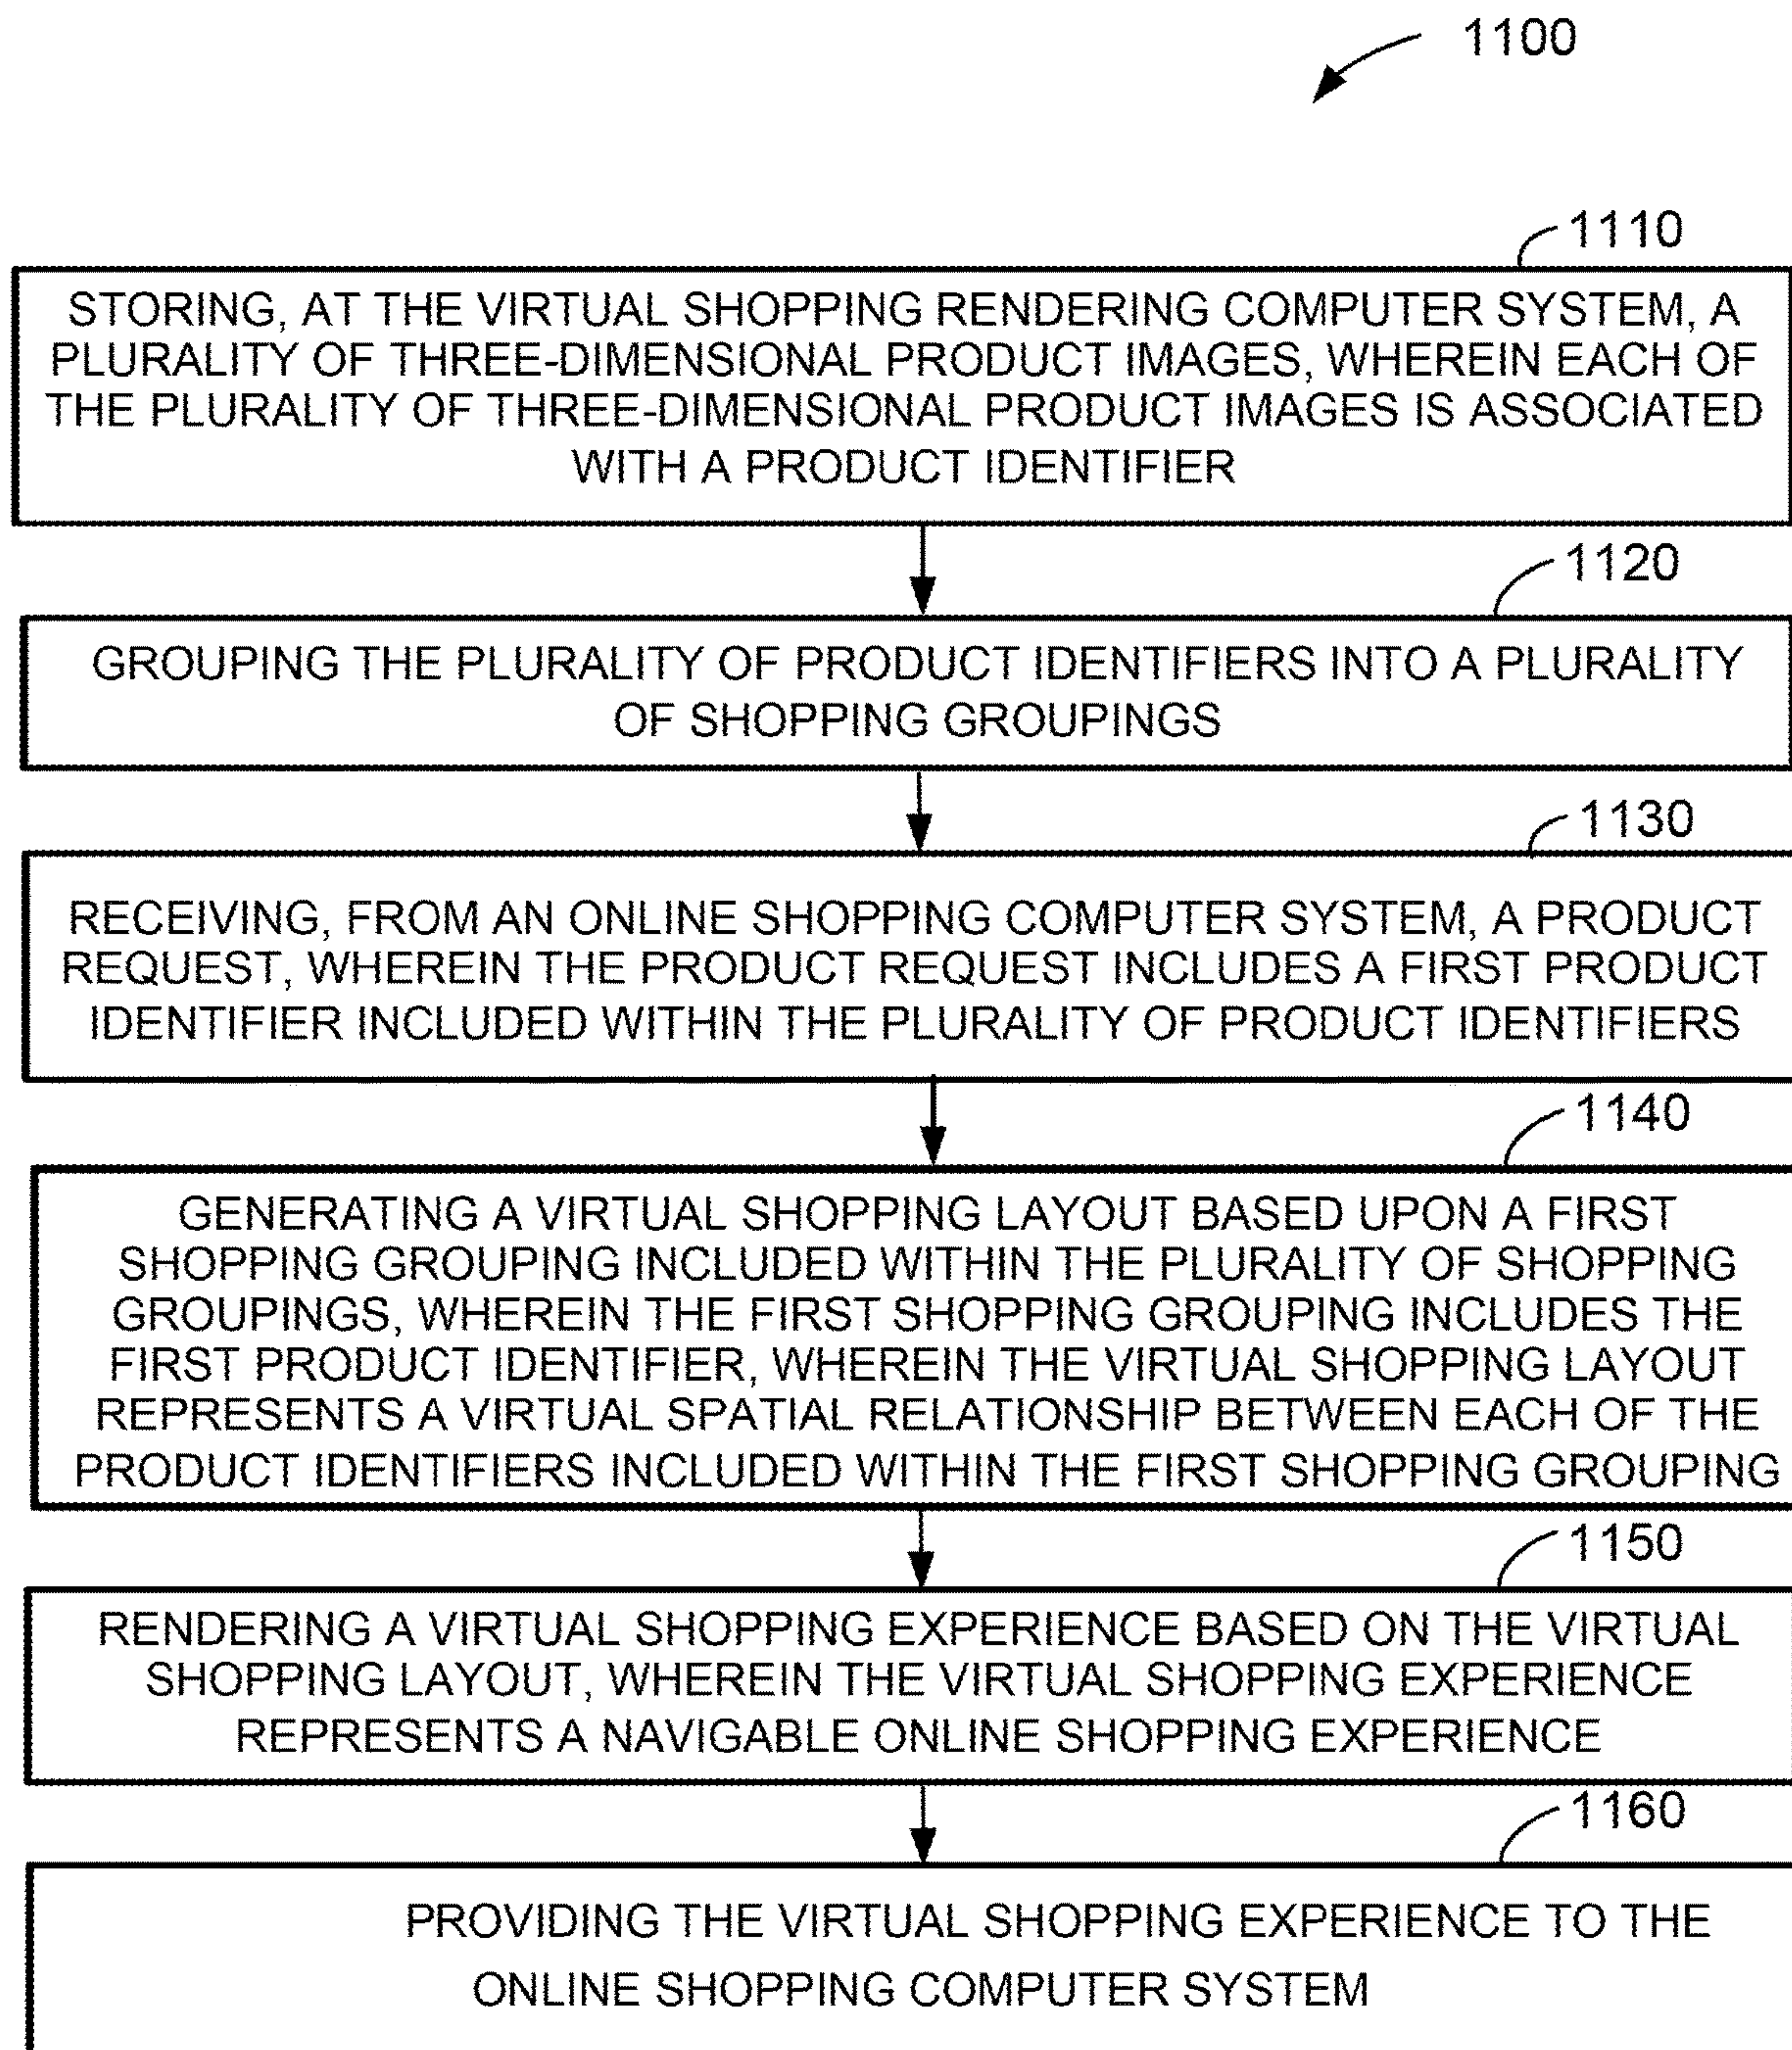 1100
1110
STORING, AT THE VIRTUAL SHOPPING RENDERING COMPUTER SYSTEM, A
PLURALITY OF THREE-DIMENSIONAL PRODUCT IMAGES, WHEREIN EACH OF
THE PLURALITY OF THREE-DIMENSIONAL PRODUCT IMAGES IS ASSOCIATED
WITH A PRODUCT IDENTIFIER
1120
GROUPING THE PLURALITY OF PRODUCT IDENTIFIERS INTO A PLURALITY
OF SHOPPING GROUPINGS
1130
RECEIVING, FROM AN ONLINE SHOPPING COMPUTER SYSTEM, A PRODUCT
REQUEST, WHEREIN THE PRODUCT REQUEST INCLUDES A FIRST PRODUCT
IDENTIFIER INCLUDED WITHIN THE PLURALITY OF PRODUCT IDENTIFIERS
1140
GENERATING A VIRTUAL SHOPPING LAYOUT BASED UPON A FIRST
SHOPPING GROUPING INCLUDED WITHIN THE PLURALITY OF SHOPPING
GROUPINGS, WHEREIN THE FIRST SHOPPING GROUPING INCLUDES THE
FIRST PRODUCT IDENTIFIER, WHEREIN THE VIRTUAL SHOPPING LAYOUT
REPRESENTS A VIRTUAL SPATIAL RELATIONSHIP BETWEEN EACH OF THE
PRODUCT IDENTIFIERS INCLUDED WITHIN THE FIRST SHOPPING GROUPING
1150
RENDERING A VIRTUAL SHOPPING EXPERIENCE BASED ON THE VIRTUAL
SHOPPING LAYOUT, WHEREIN THE VIRTUAL SHOPPING EXPERIENCE
REPRESENTS A NAVIGABLE ONLINE SHOPPING EXPERIENCE
1160
PROVIDING THE VIRTUAL SHOPPING EXPERIENCE TO THE
ONLINE SHOPPING COMPUTER SYSTEM